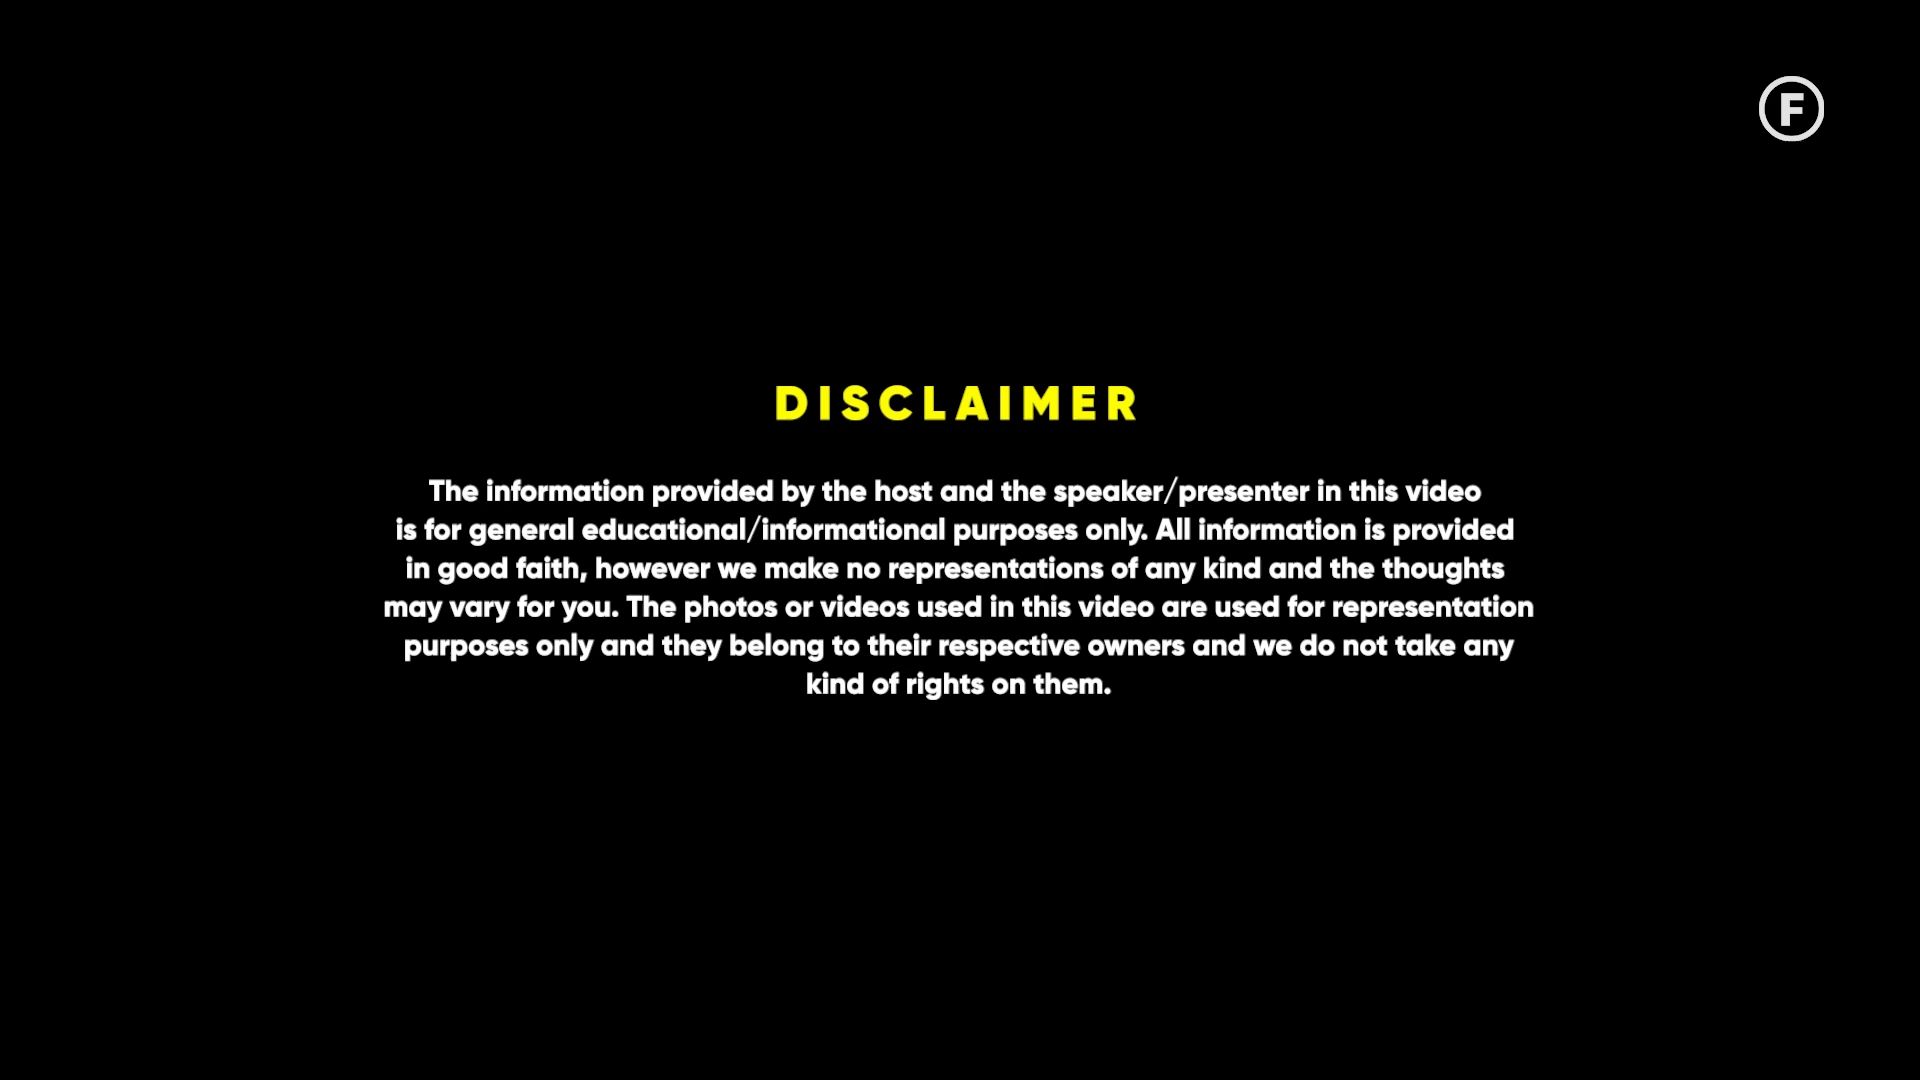 F
DISCLAIMER
The information provided by the host and the speaker/presenter in this video
is for general educational/informational purposes only. All information is provided
in good faith, however we make no representations of any kind and the thoughts
may vary for you. The photos or videos used in this video are used for representation
purposes only and they belong to their respective owners and we do not take any
kind of rights on them.